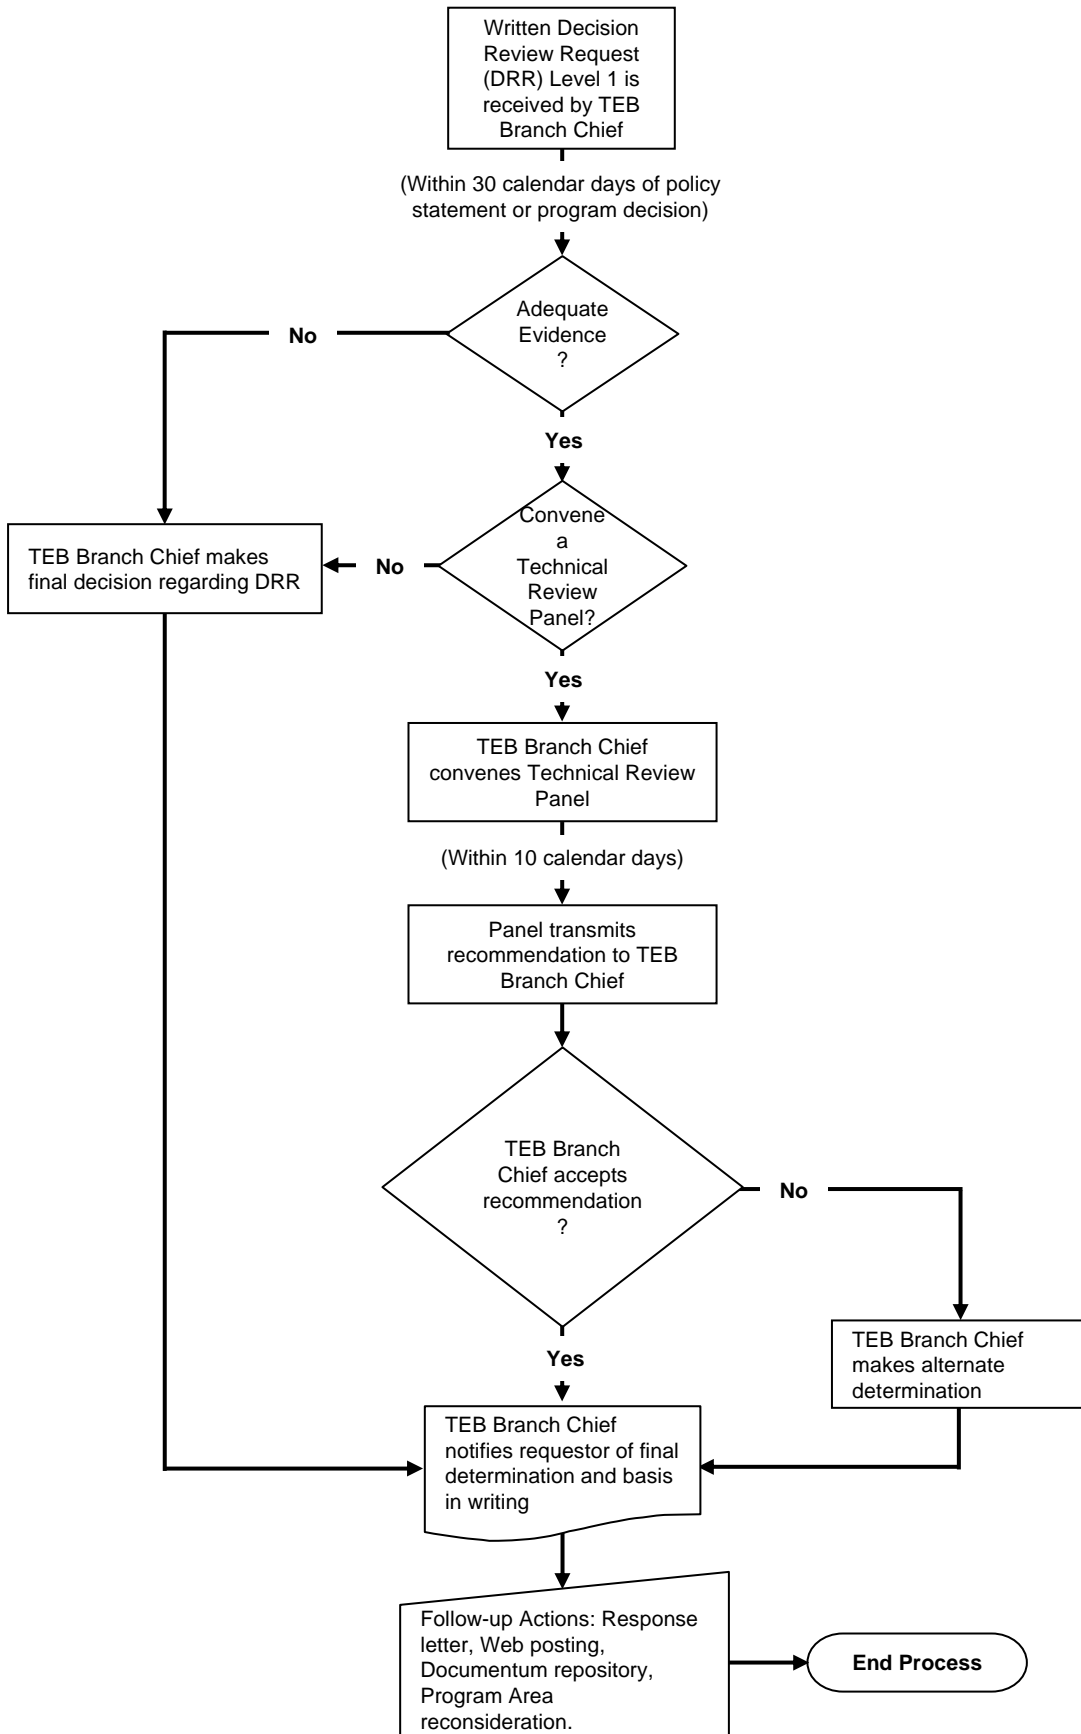 Written Decision
Review Request
(DRR) Level 1 is
received by TEB
Branch Chief
(Within 30 calendar days of policy
statement or program decision)
Adequate
Evidence
?
No
Yes
Convene
a
Technical
Review
Panel?
No
TEB Branch Chief makes
final decision regarding DRR
Yes
TEB Branch Chief
convenes Technical Review
Panel
(Within 10 calendar days)
Panel transmits
recommendation to TEB
Branch Chief
TEB Branch
Chief accepts
recommendation
?
No
TEB Branch Chief
makes alternate
determination
Yes
TEB Branch Chief
notifies requestor of final
determination and basis
in writing
Follow-up Actions: Response
letter, Web posting,
Documentum repository,
Program Area
reconsideration.
End Process